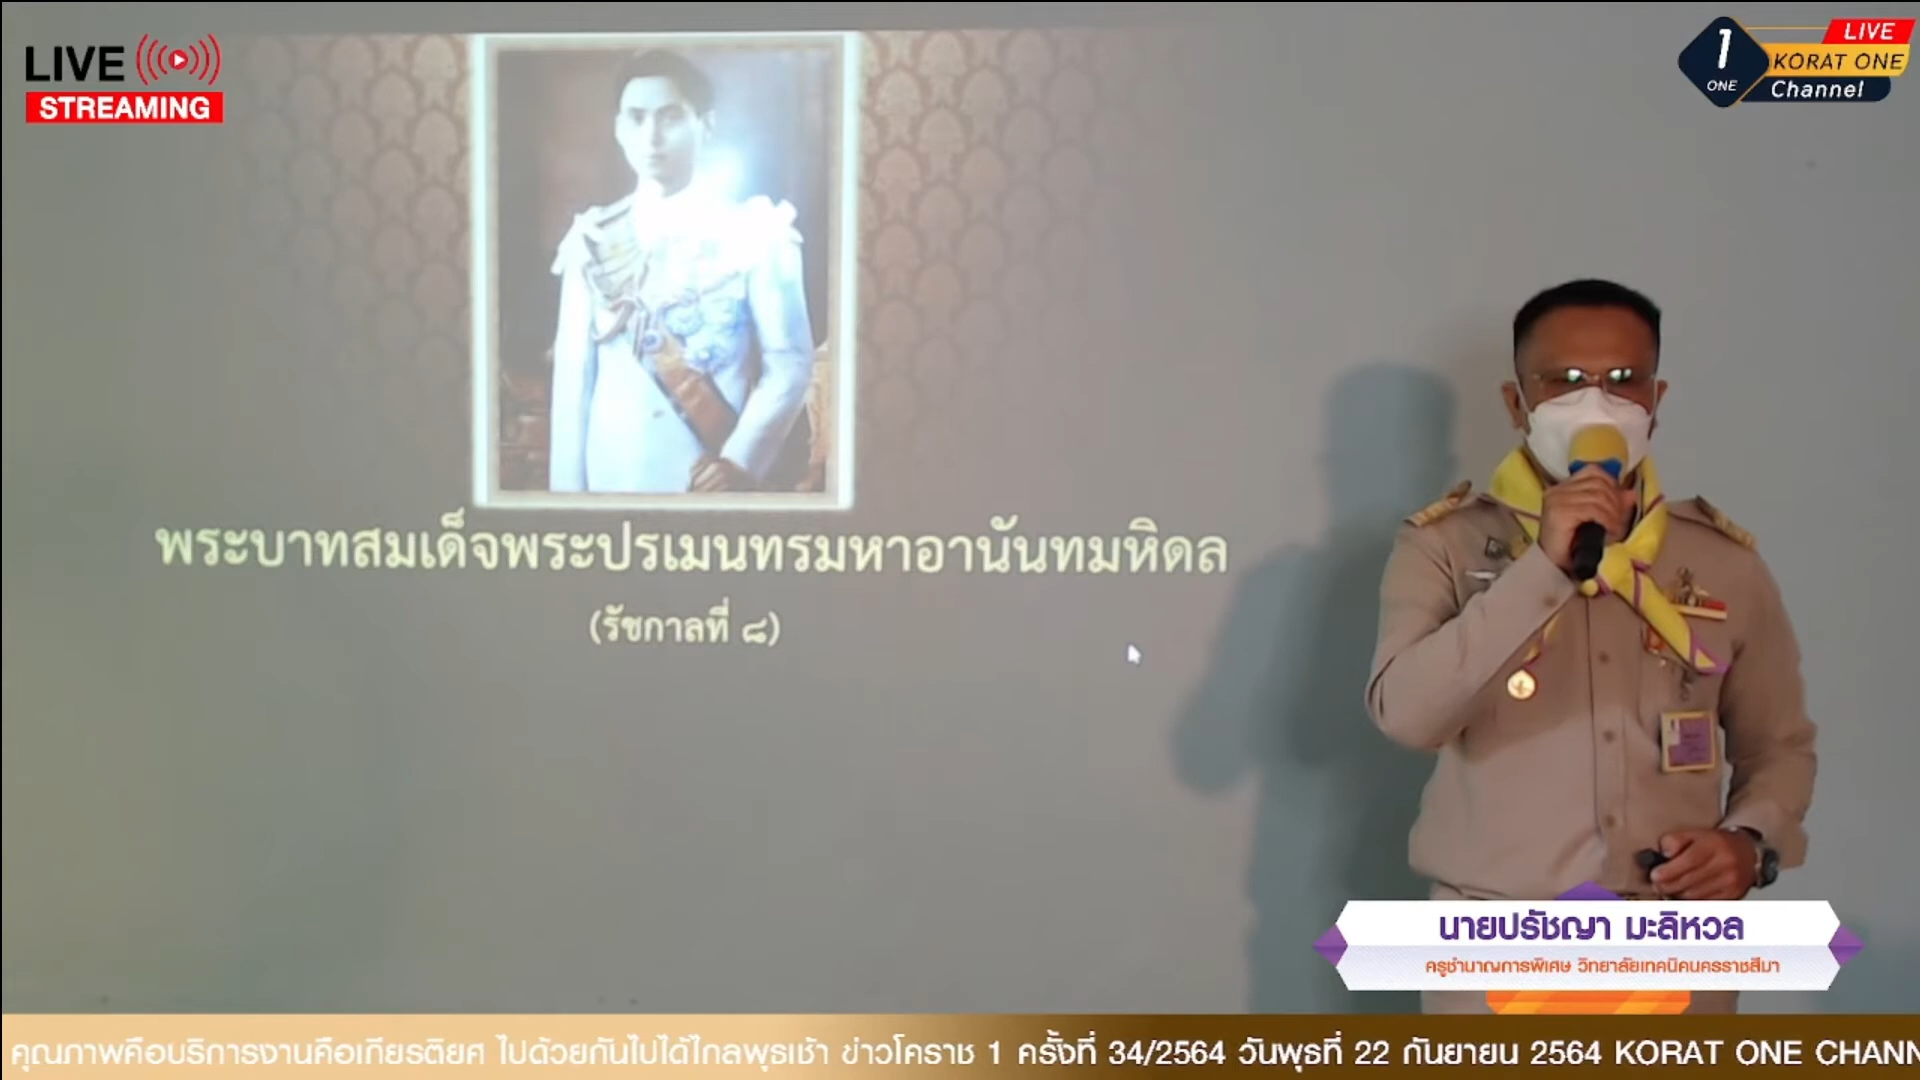 LIVE
STREAMING
LIVE
1
ONE
KORAT ONE
Channel
พระบาทสมเด็จพระปรเมนทรมหาอานันทมหิดล
(รัชกาลที่ ๘)
นายปรัชญา มะลิหวล
ครูชำนาญการพิเศษ วิทยาลัยเทคนิคนครราชสีมา
คุณภาพคือบริการงานคือเกียรติยศ ไปด้วยกันไปได้ไกลพุธเช้า ข่าวโคราช 1 ครั้งที่ 34/2564 วันพุธที่ 22 กันยายน 2564 KORAT ONE CHANN